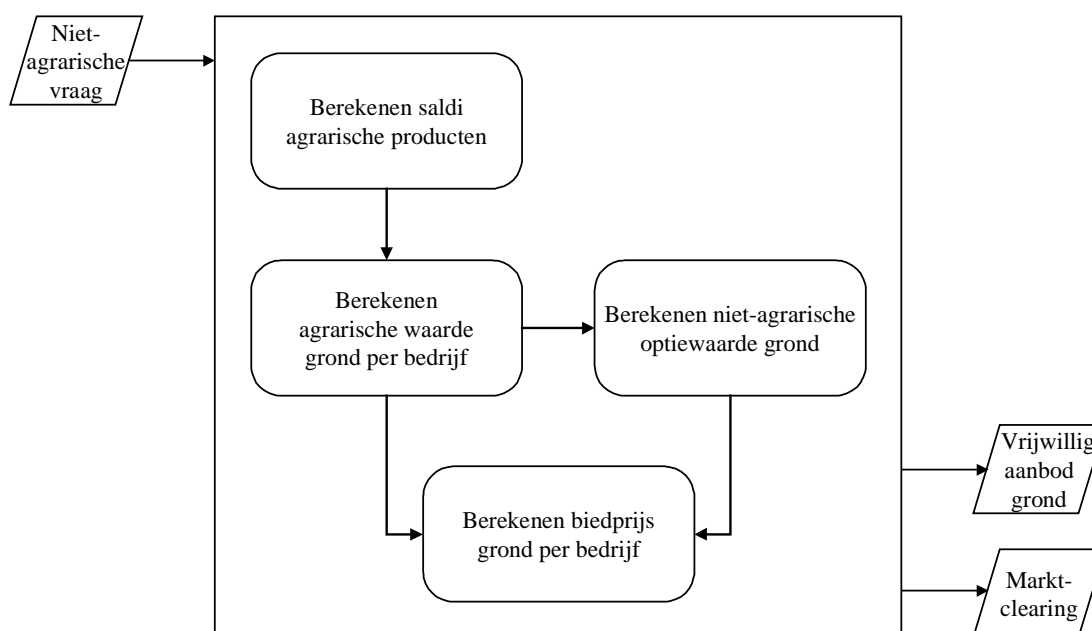 Niet-
agrarische
vraag
Berekenen saldi
agrarische producten
Berekenen
agrarische waarde
grond per bedrijf
Berekenen niet-agrarische
optiewaarde grond
Berekenen biedprijs
grond per bedrijf
Vrijwillig
aanbod
grond
Markt-
clearing